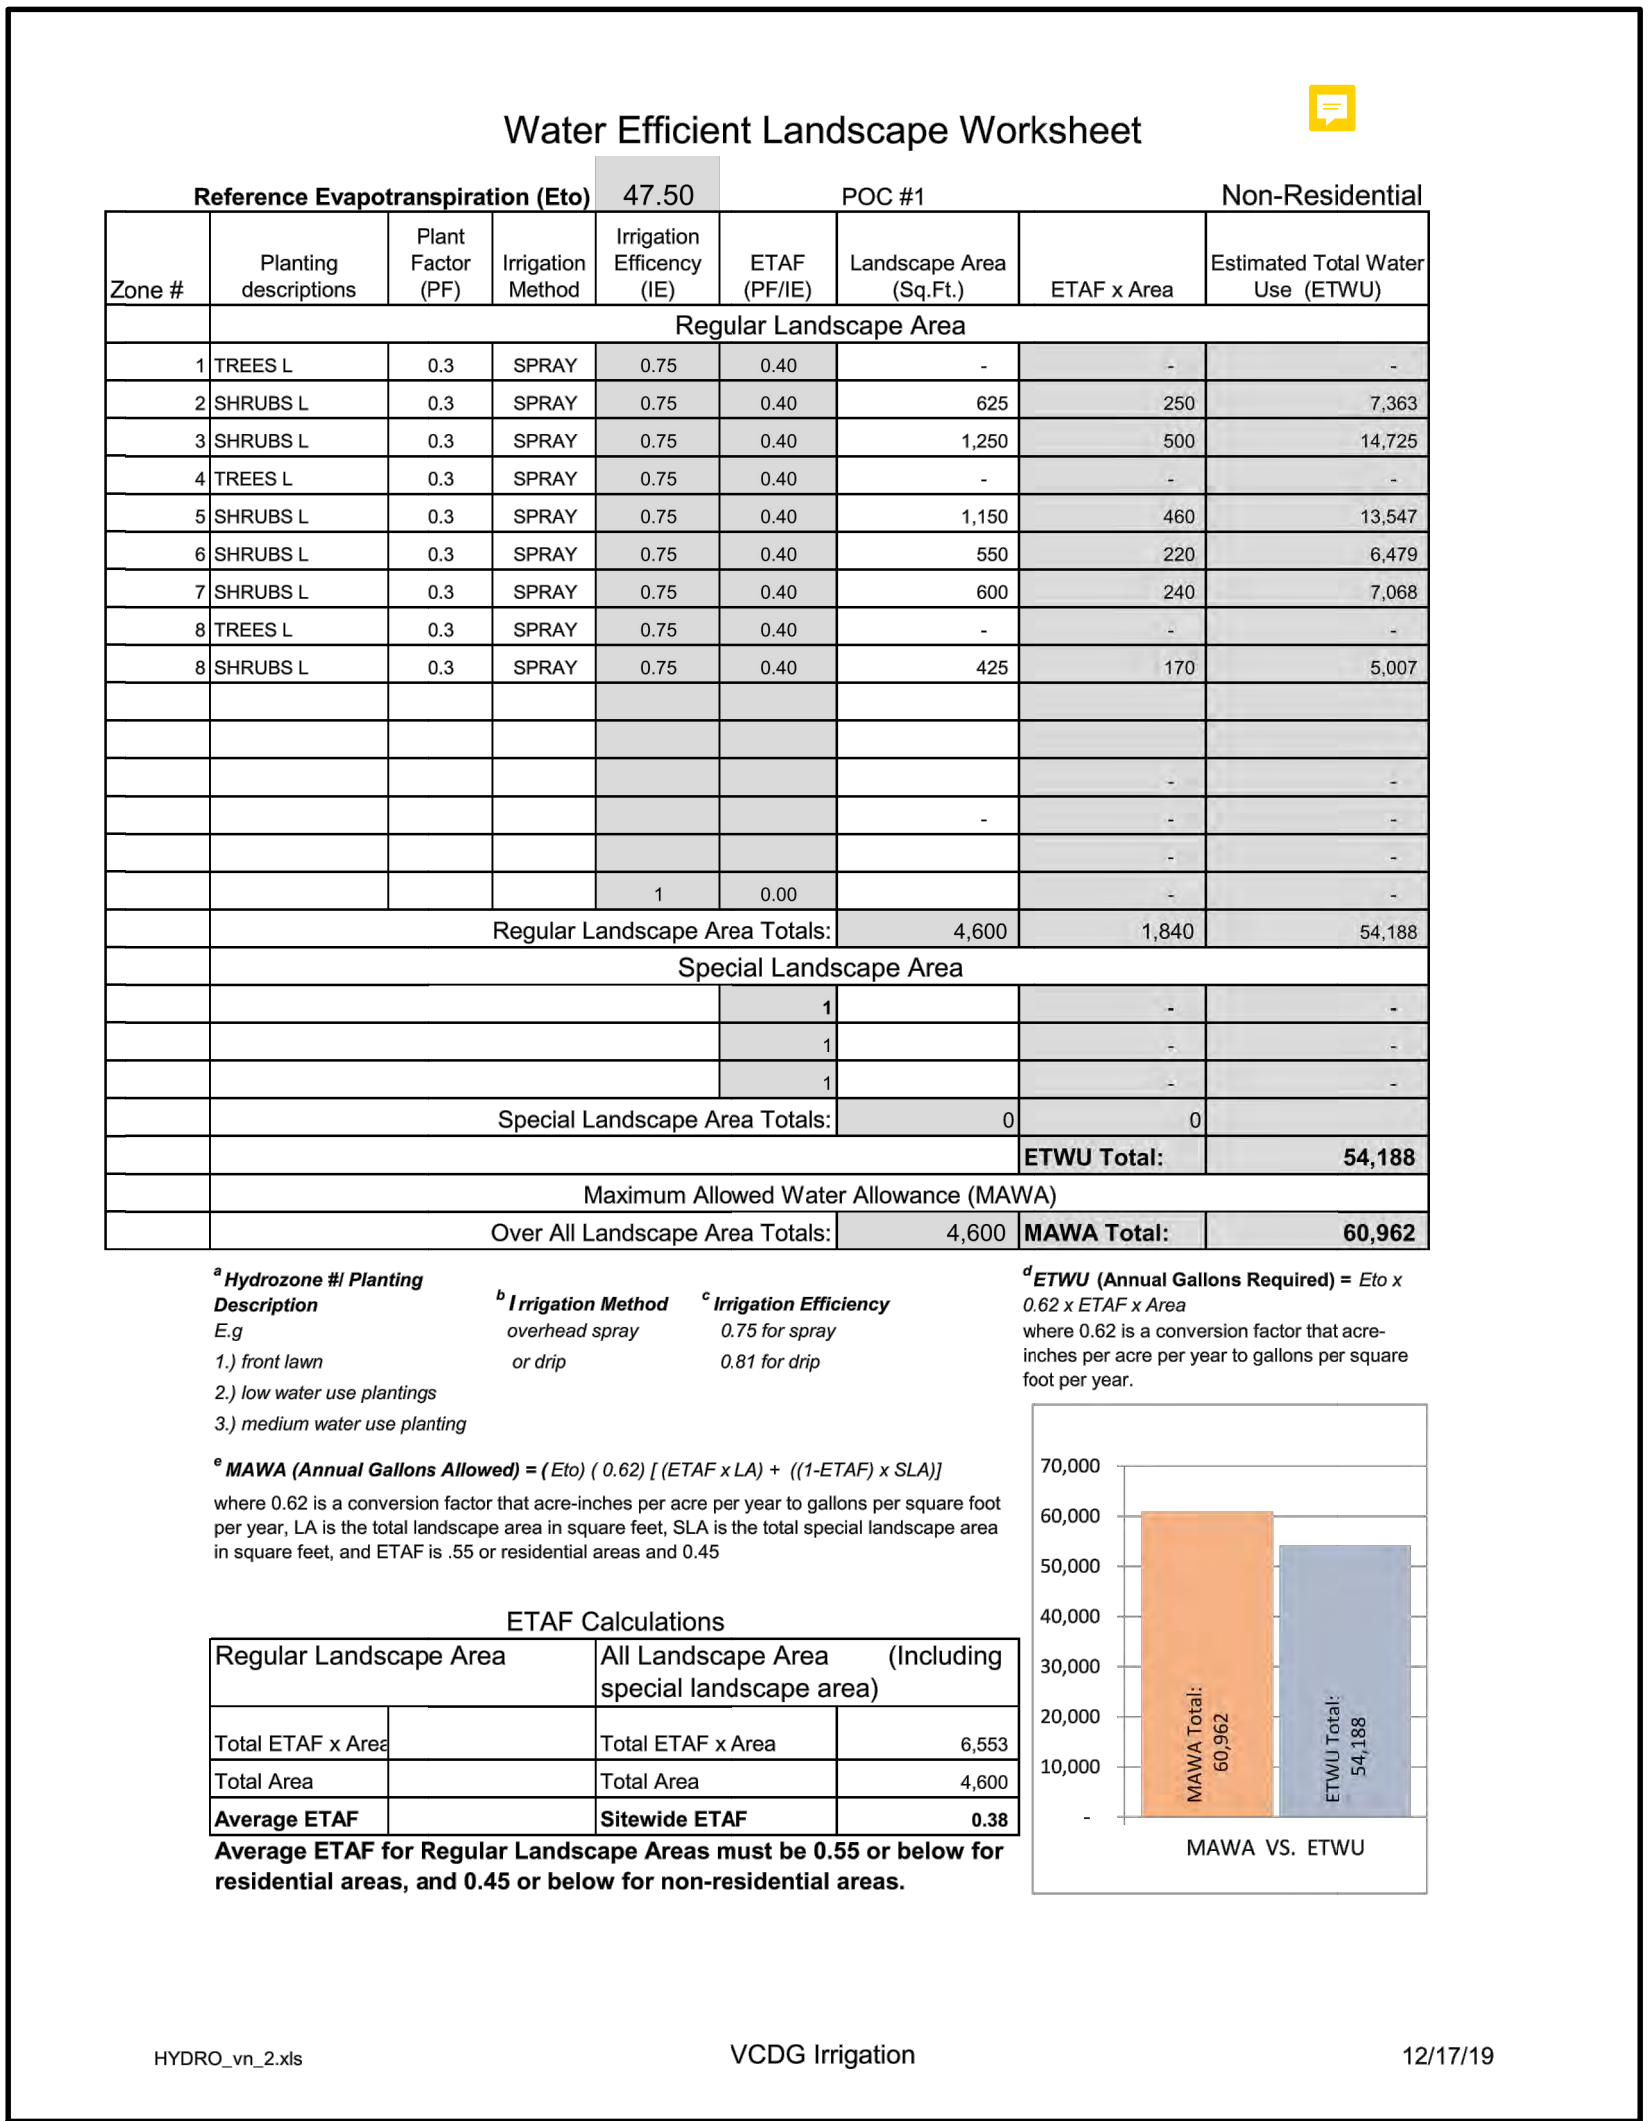 Water Efficient Landscape Worksheet
Reference Evapotranspiration (Eto) 47.50 POC #1 Non-Residential
Zone # Planting descriptions Plant Factor (PF) Irrigation Method Irrigation Efficency (IE) ETAF (PF/IE) Landscape Area (Sq.Ft.) ETAF x Area Estimated Total Water Use (ETWU)
Regular Landscape Area
1 TREES L 0.3 SPRAY 0.75 0.40 - - -
2 SHRUBS L 0.3 SPRAY 0.75 0.40 625 250 7,363
3 SHRUBS L 0.3 SPRAY 0.75 0.40 1,250 500 14,725
4 TREES L 0.3 SPRAY 0.75 0.40 - - -
5 SHRUBS L 0.3 SPRAY 0.75 0.40 1,150 460 13,547
6 SHRUBS L 0.3 SPRAY 0.75 0.40 550 220 6,479
7 SHRUBS L 0.3 SPRAY 0.75 0.40 600 240 7,068
8 TREES L 0.3 SPRAY 0.75 0.40 - - -
8 SHRUBS L 0.3 SPRAY 0.75 0.40 425 170 5,007
- -
- - -
- -
1 0.00 - -
Regular Landscape Area Totals: 4,600 1,840 54,188
Special Landscape Area
1 - -
1 - -
1 - -
Special Landscape Area Totals: 0 0
ETWU Total: 54,188
Maximum Allowed Water Allowance (MAWA)
Over All Landscape Area Totals: 4,600 MAWA Total: 60,962
a Hydrozone #/ Planting
Description
E.g
1.) front lawn
2.) low water use plantings
3.) medium water use planting
b Irrigation Method
overhead spray
or drip
c Irrigation Efficiency
0.75 for spray
0.81 for drip
d ETWU (Annual Gallons Required) = Eto x
0.62 x ETAF x Area
where 0.62 is a conversion factor that acre-
inches per acre per year to gallons per square
foot per year.
e MAWA (Annual Gallons Allowed) = ( Eto) ( 0.62) [ (ETAF x LA) + ((1-ETAF) x SLA)]
where 0.62 is a conversion factor that acre-inches per acre per year to gallons per square foot
per year, LA is the total landscape area in square feet, SLA is the total special landscape area
in square feet, and ETAF is .55 or residential areas and 0.45
ETAF Calculations
Regular Landscape Area All Landscape Area (Including
special landscape area)
Total ETAF x Area Total ETAF x Area 6,553
Total Area Total Area 4,600
Average ETAF Sitewide ETAF 0.38
Average ETAF for Regular Landscape Areas must be 0.55 or below for
residential areas, and 0.45 or below for non-residential areas.
70,000
60,000
50,000
40,000
30,000
20,000
10,000
-
MAWA Total:
60,962
ETWU Total:
54,188
MAWA VS. ETWU
HYDRO_vn_2.xls VCDG Irrigation 12/17/19